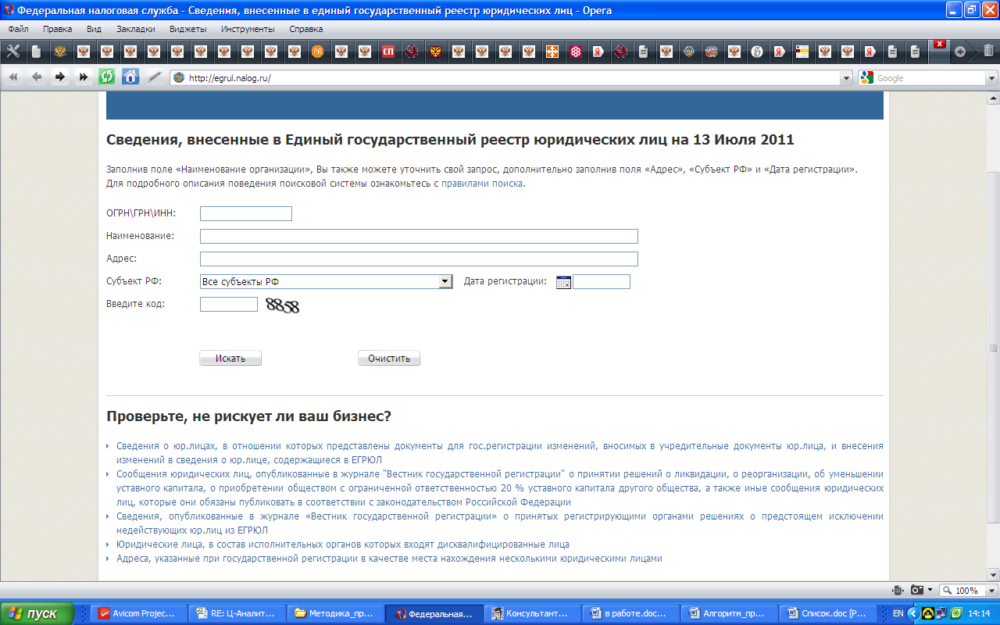 Федеральная налоговая служба - Сведения, внесенные в единый государственный реестр юридических лиц - Opera
Файл Правка Вид Закладки Виджеты Инструменты Справка
РВ СП Я Я Я
http://egrul.nalog.ru/ Google
Сведения, внесенные в Единый государственный реестр юридических лиц на 13 Июля 2011
Заполнив поле «Наименование организации», Вы также можете уточнить свой запрос, дополнительно заполнив поля «Адрес», «Субъект РФ» и «Дата регистрации».
Для подробного описания поведения поисковой системы ознакомьтесь с правилами поиска.
ОГРН\ГРН\ИНН:
Наименование:
Адрес:
Субъект РФ: Все субъекты РФ Дата регистрации:
Введите код: 8858
Искать Очистить
Проверьте, не рискует ли ваш бизнес?
Сведения о юр.лицах, в отношении которых представлены документы для гос.регистрации изменений, вносимых в учредительные документы юр.лица, и внесения
изменений в сведения о юр.лице, содержащиеся в ЕГРЮЛ
Сообщения юридических лиц, опубликованные в журнале "Вестник государственной регистрации" о принятии решений о ликвидации, о реорганизации, об уменьшении
уставного капитала, о приобретении обществом с ограниченной ответственностью 20 % уставного капитала другого общества, а также иные сообщения юридических
лиц, которые они обязаны публиковать в соответствии с законодательством Российской Федерации
Сведения, опубликованные в журнале «Вестник государственной регистрации» о принятых регистрирующими органами решениях о предстоящем исключении
недействующих юр.лиц из ЕГРЮЛ
Юридические лица, в состав исполнительных органов которых входят дисквалифицированные лица
Адреса, указанные при государственной регистрации в качестве места нахождения несколькими юридическими лицами
100%
пуск Avicom Projec... RE: Ц-Аналит... Методика_пр... Федеральная... Консультант... в работе.doc... Алгоритм_пр... Список.doc [Р... EN 14:14